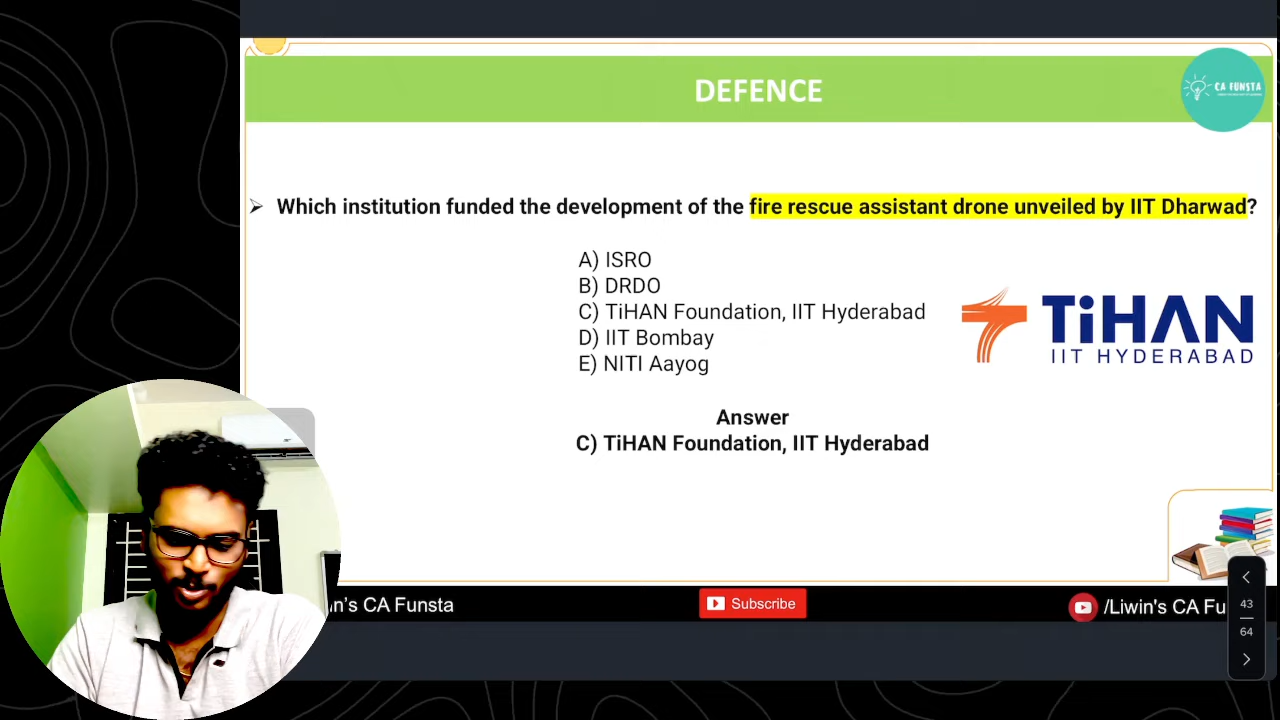 DEFENCE
CA FUNSTA
➢ Which institution funded the development of the fire rescue assistant drone unveiled by IIT Dharwad?
A) ISRO
B) DRDO
C) TiHAN Foundation, IIT Hyderabad
D) IIT Bombay
E) NITI Aayog
TiHAN
IIT HYDERABAD
Answer
C) TiHAN Foundation, IIT Hyderabad
in's CA Funsta
Subscribe
/Liwin's CA Fu
43
64